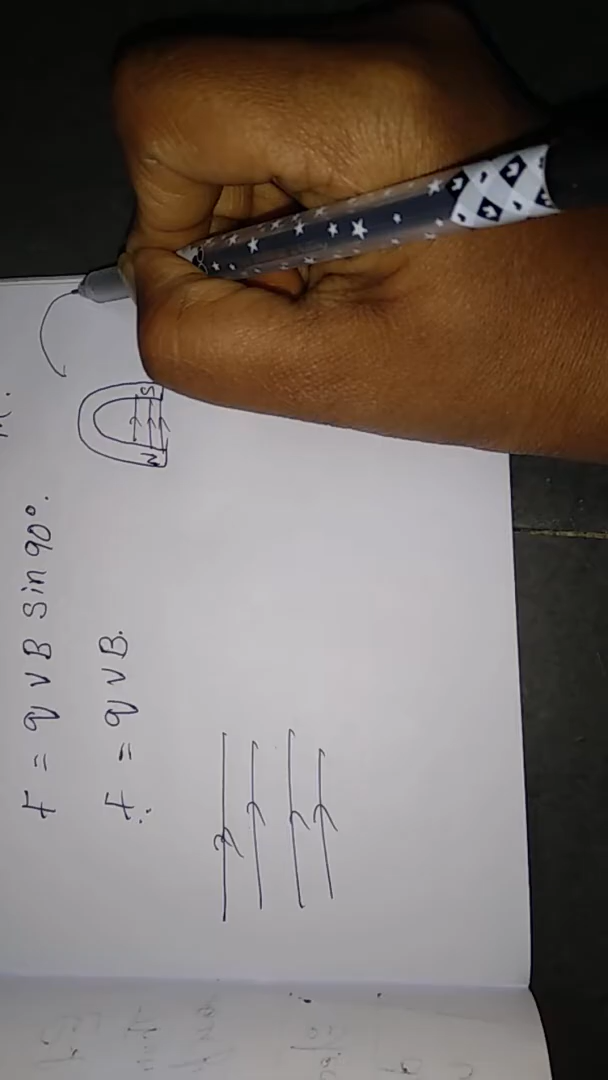 F = qVB sin 90°.
F = qVB.
N S